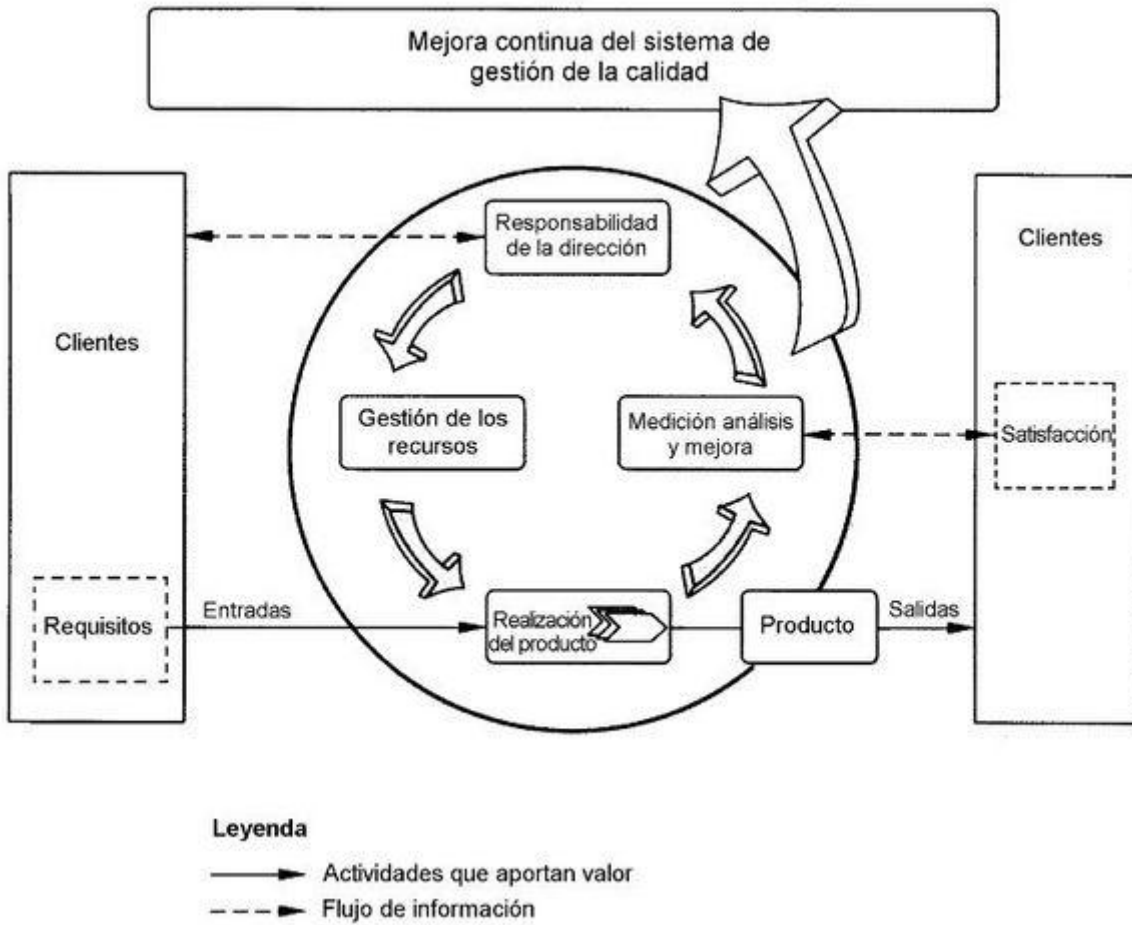 Mejora continua del sistema de
gestión de la calidad
Responsabilidad
de la dirección
Clientes
Clientes
Gestión de los
recursos
Medición análisis
y mejora
Satisfacción
Requisitos
Entradas
Realización
del producto
Producto
Salidas
Leyenda
Actividades que aportan valor
Flujo de información